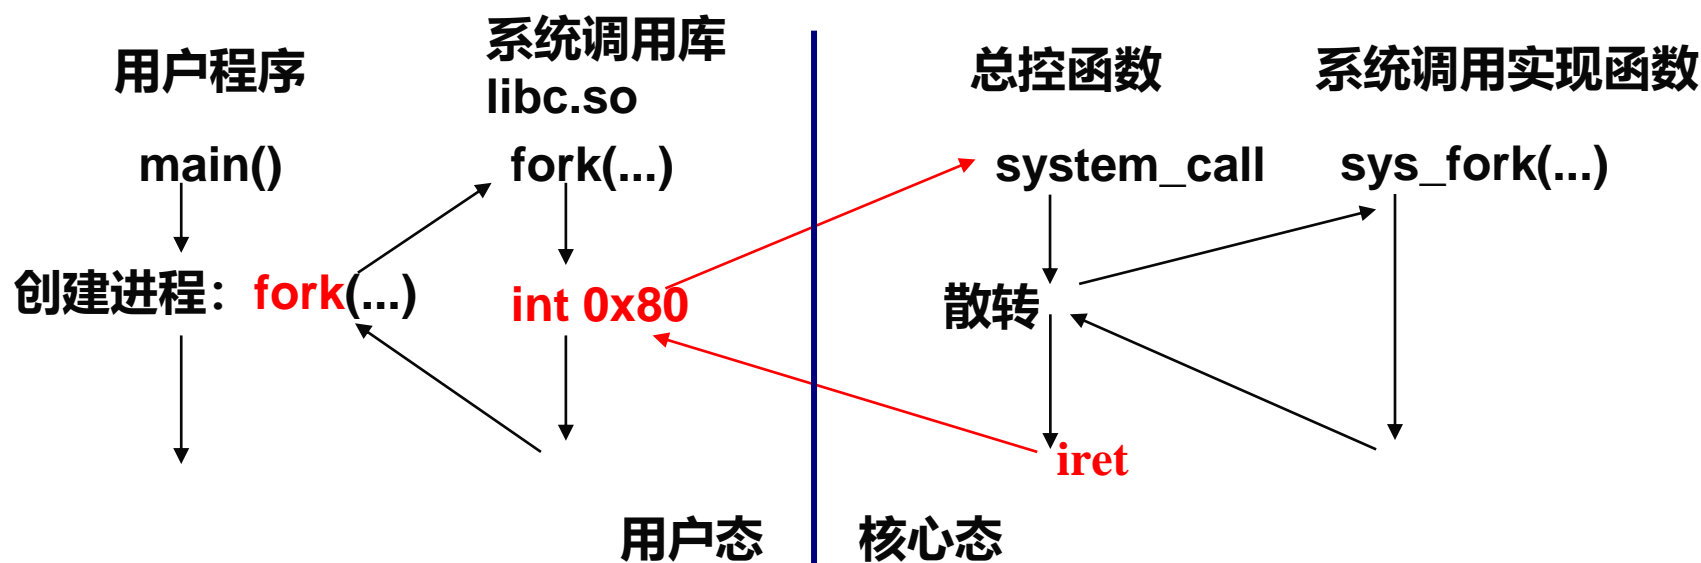 用户程序
系统调用库
libc.so
总控函数
系统调用实现函数
main()
fork(...)
system_call
sys_fork(...)
创建进程：fork(...)
int 0x80
散转
iret
用户态
核心态